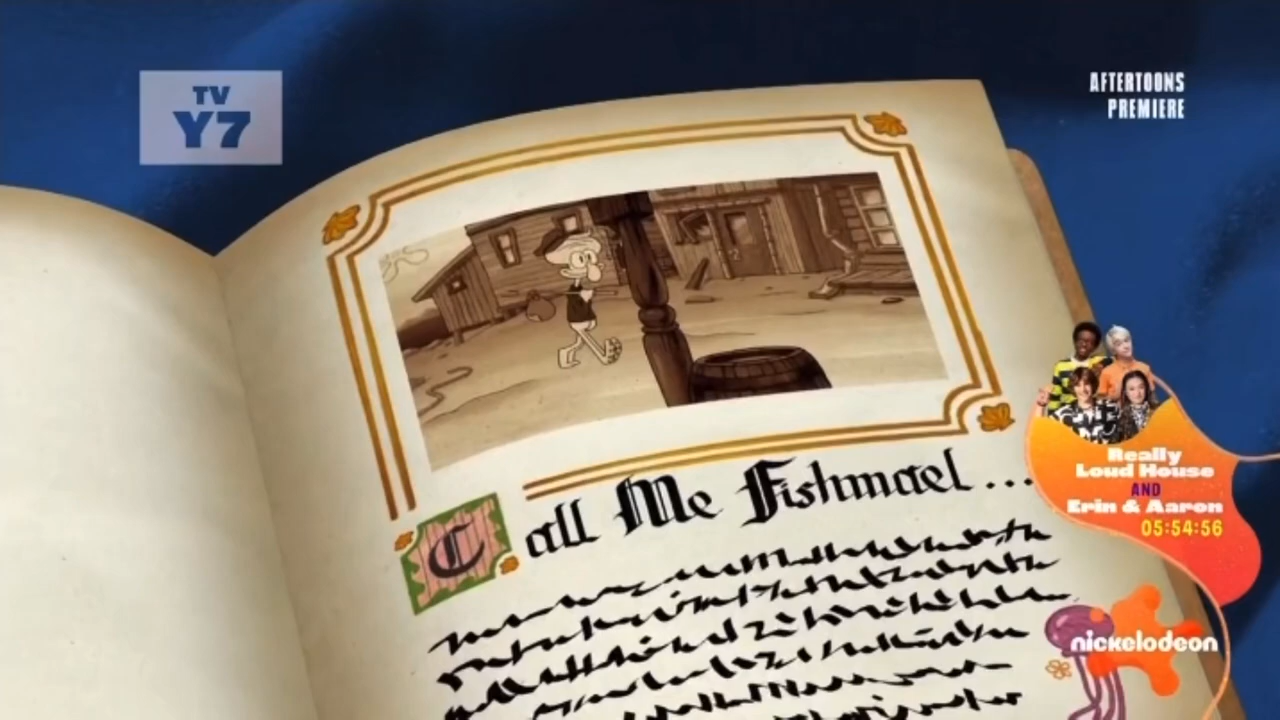 TV
Y7
AFTERTOONS
PREMIERE
Call Me Fishmael...
Really
Loud House
AND
Erin & Aaron
05:54:56
nickelodeon